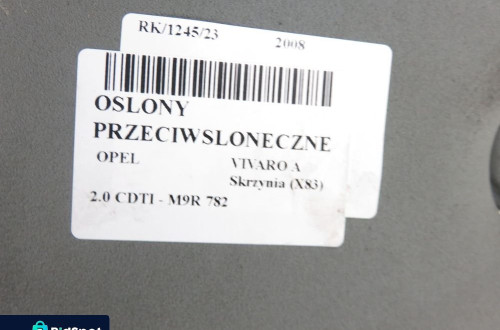 RK/1245/23 2008
OSLONY
PRZECIWSLONECZNE
OPEL VIVARO A
Skrzynia (X83)
2.0 CDTI - M9R 782